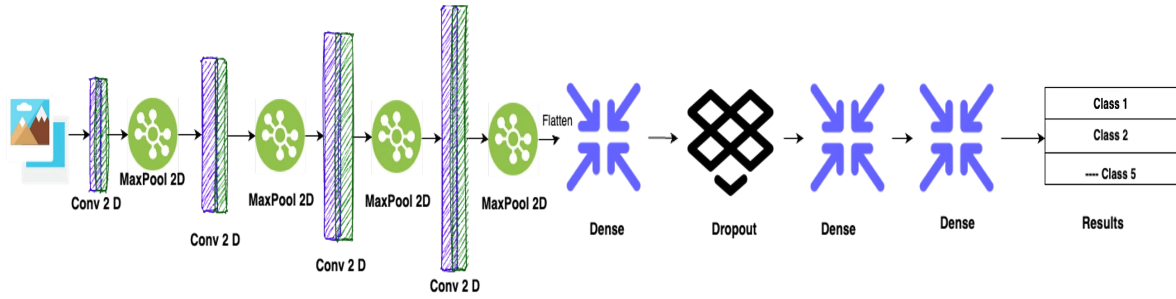 Conv 2 D
MaxPool 2D
Conv 2 D
MaxPool 2D
Conv 2 D
MaxPool 2D
Conv 2 D
MaxPool 2D
Flatten
Dense
Dropout
Dense
Dense
Class 1
Class 2
---- Class 5
Results